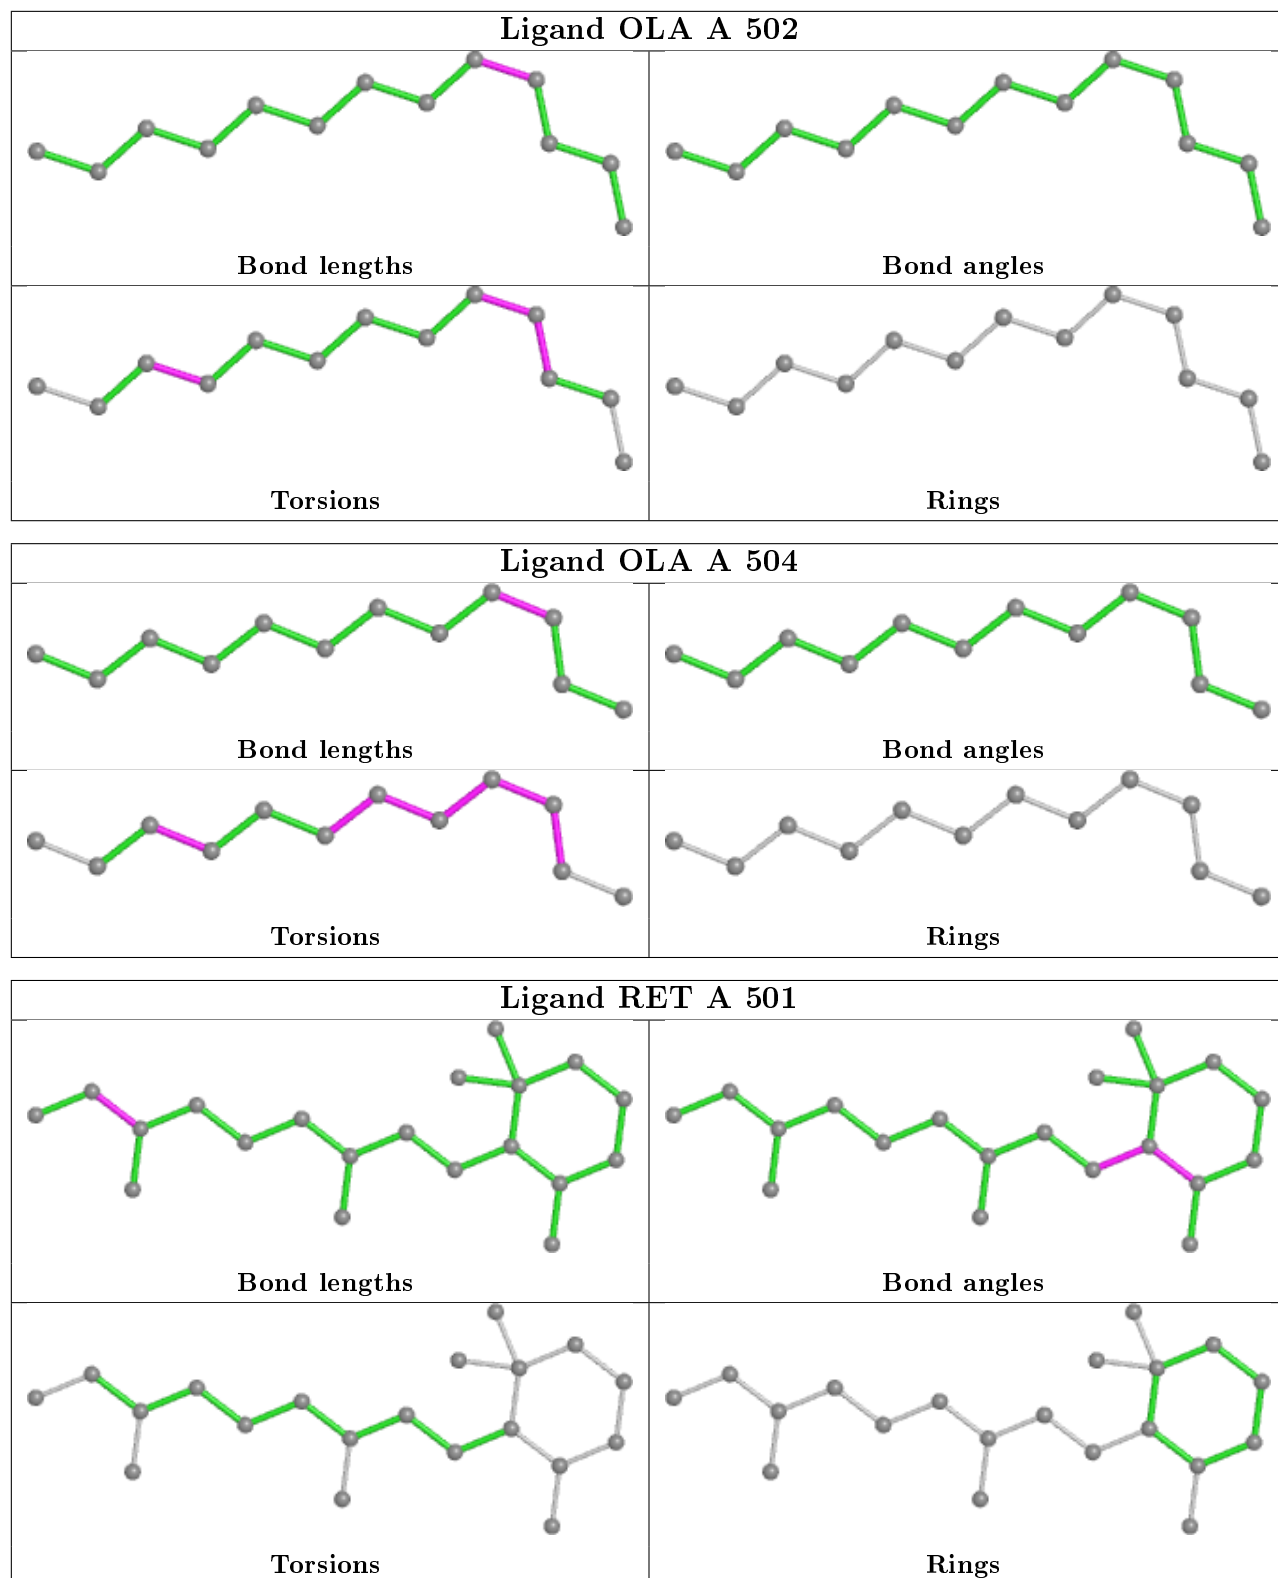 Ligand OLA A 502
Bond lengths
Bond angles
Torsions
Rings
Ligand OLA A 504
Bond lengths
Bond angles
Torsions
Rings
Ligand RET A 501
Bond lengths
Bond angles
Torsions
Rings